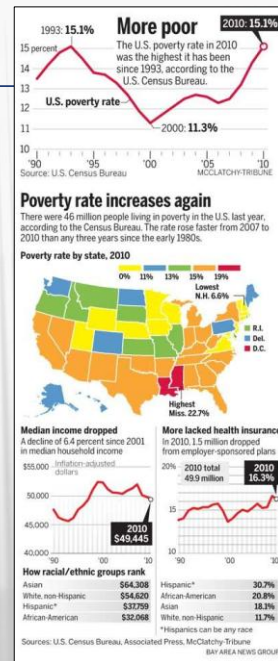 More poor
1993: 15.1%
2010: 15.1%
The U.S. poverty rate in 2010
was the highest it has been
since 1993, according to the
U.S. Census Bureau.
15 percent
14
13
12
11
10
U.S. poverty rate
2000: 11.3%
'90
'95
'00
'05
'10
Source: U.S. Census Bureau
MCCLATCHY-TRIBUNE
Poverty rate increases again
There were 46 million people living in poverty in the U.S. last year,
according to the Census Bureau. The rate rose faster from 2007 to
2010 than any three years since the early 1980s.
Poverty rate by state, 2010
0% 11% 13% 15% 19%
Lowest
N.H. 6.6%
R.I.
Del.
D.C.
Highest
Miss. 22.7%
Median income dropped
A decline of 6.4 percent since 2001
in median household income
$55,000
Inflation-adjusted
dollars
50,000
45,000
40,000
2010
$49,445
'90
'00
'10
More lacked health insurance
In 2010, 1.5 million dropped
from employer-sponsored plans
20%
2010 total
49.9 million
2010
16.3%
15
10
'90
'00
'10
How racial/ethnic groups rank
Asian $64,308
White, non-Hispanic $54,620
Hispanic* $37,759
African-American $32,068
Hispanic* 30.7%
African-American 20.8%
Asian 18.1%
White, non-Hispanic 11.7%
*Hispanics can be any race
Sources: U.S. Census Bureau, Associated Press, McClatchy-Tribune
BAY AREA NEWS GROUP